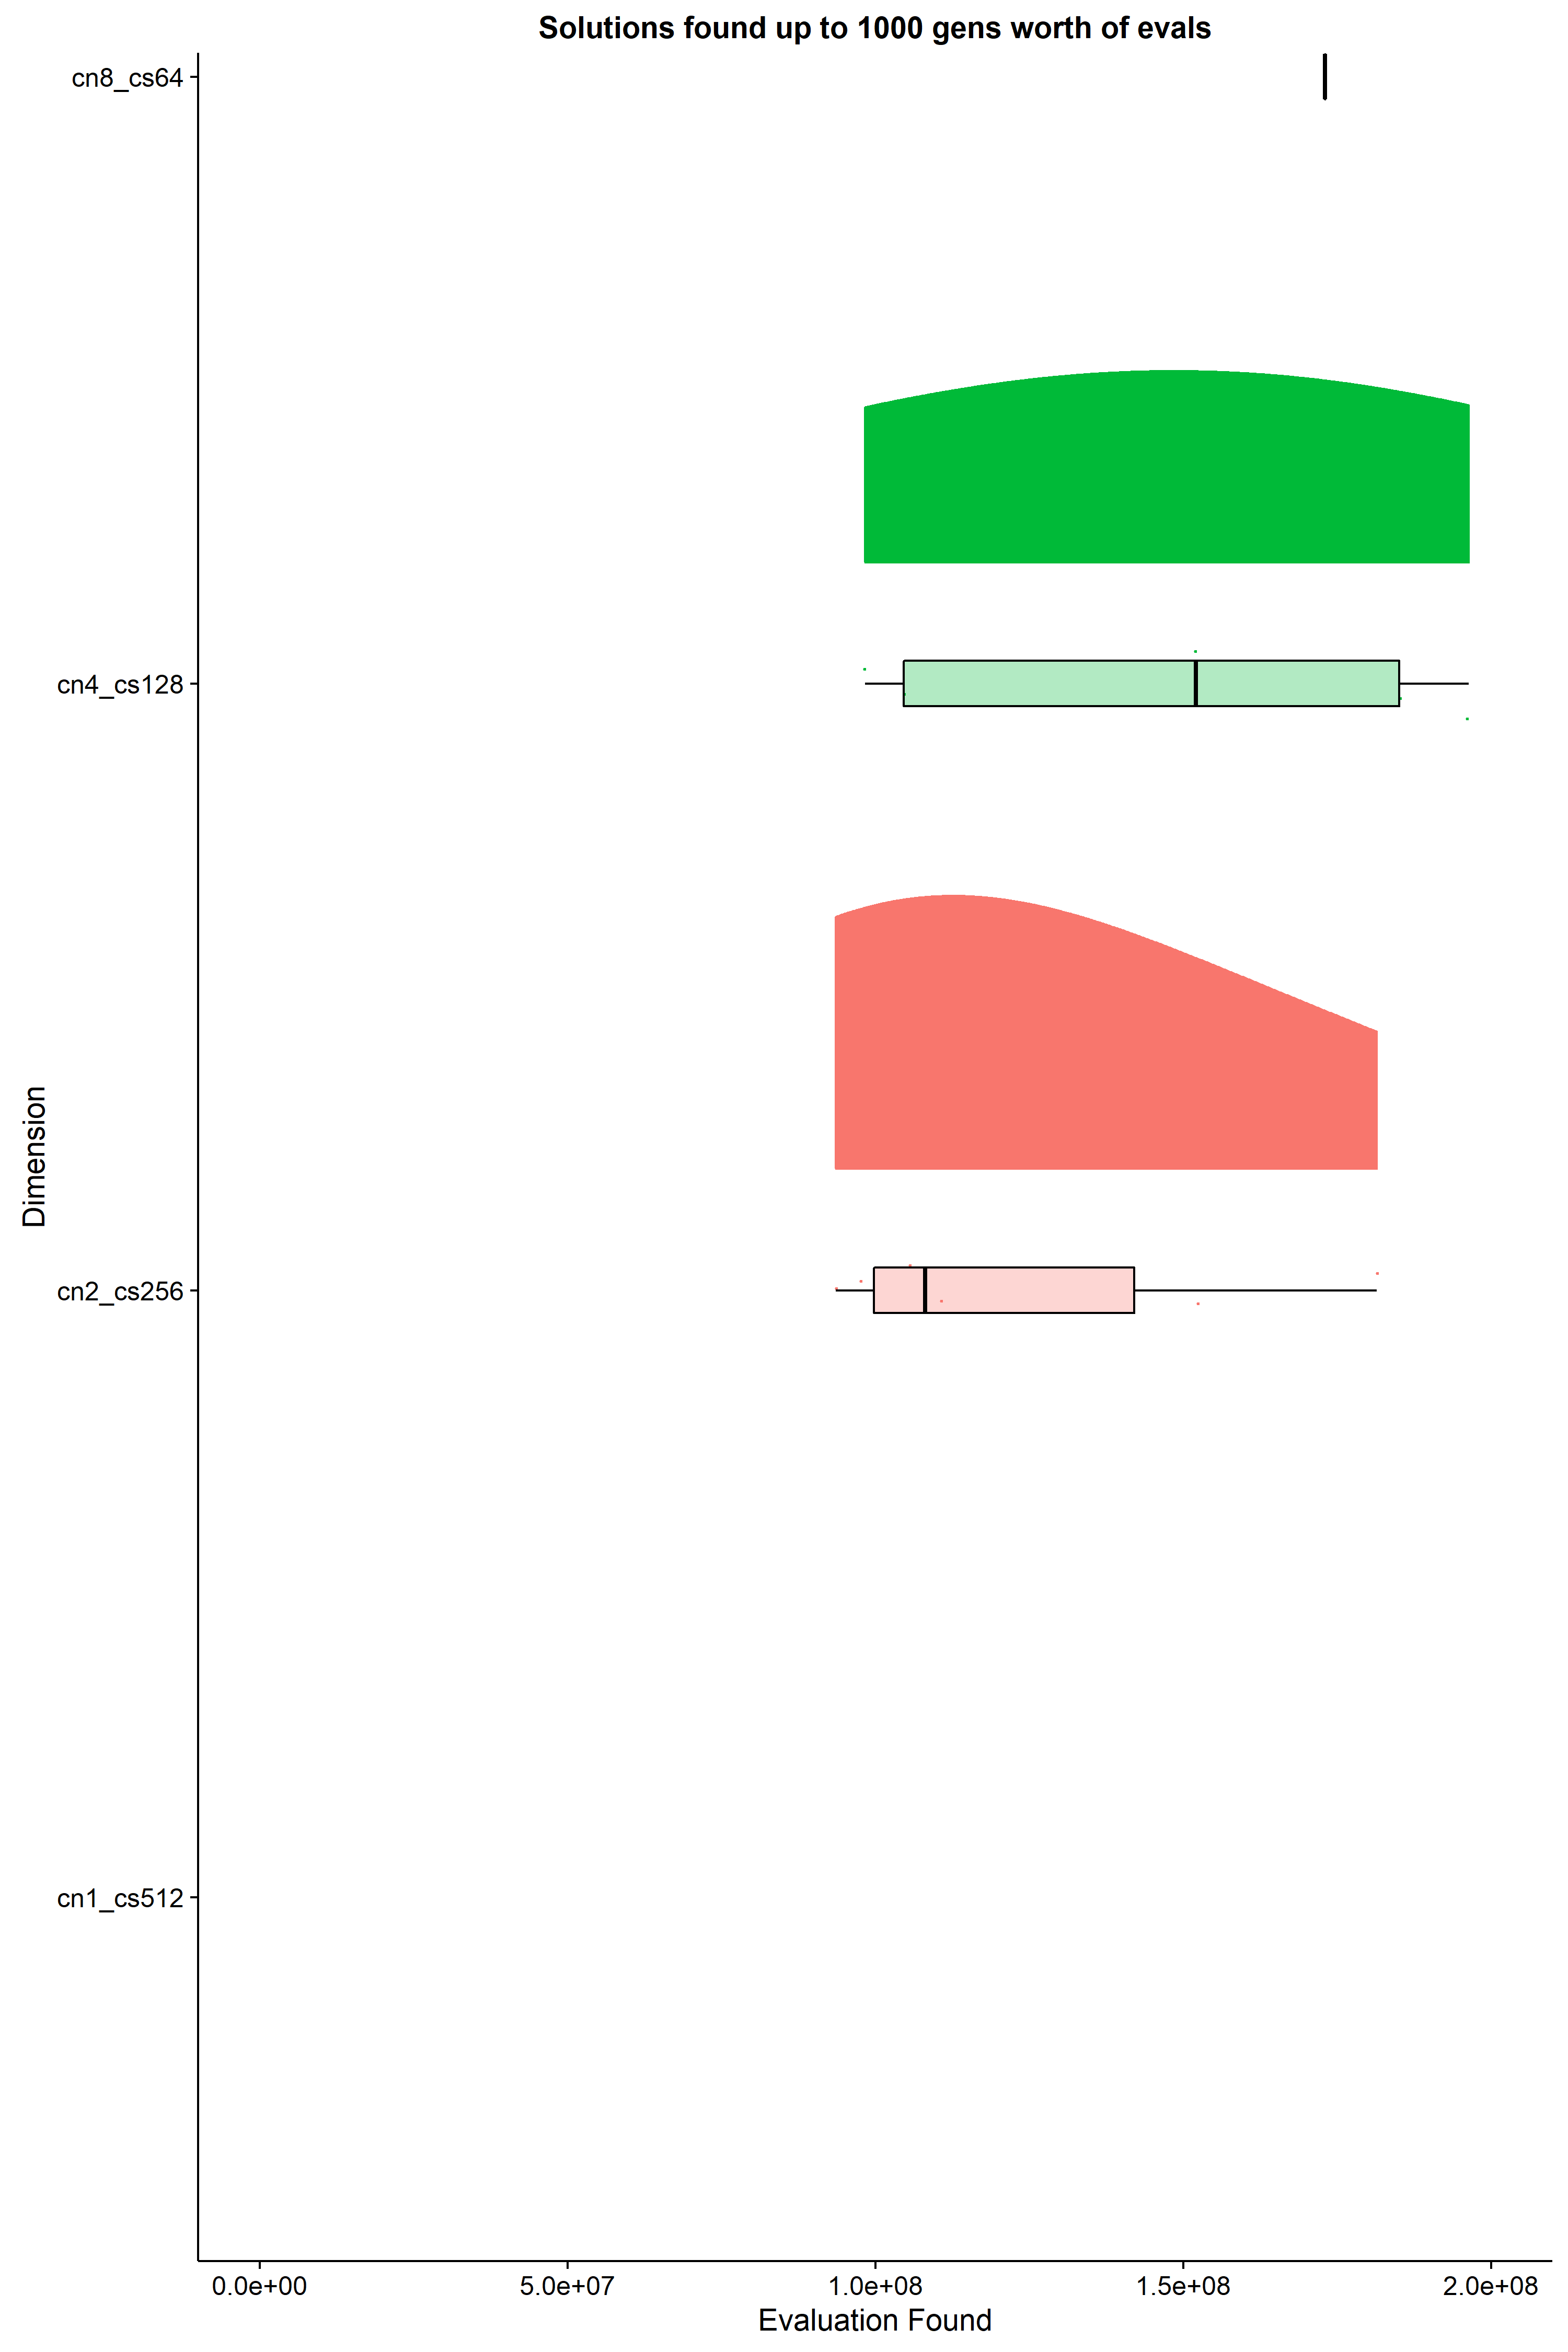 Solutions found up to 1000 gens worth of evals
cn8_cs64
cn4_cs128
Dimension
cn2_cs256
cn1_cs512
0.0e+00 5.0e+07 1.0e+08 1.5e+08 2.0e+08
Evaluation Found